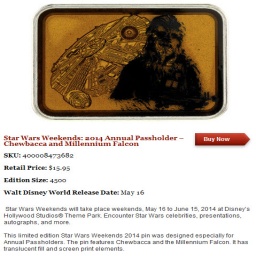 Star Wars Weekends: 2014 Annual Passholder –
Chewbacca and Millennium Falcon
Buy Now
SKU: 400008473682
Retail Price: $15.95
Edition Size: 4500
Walt Disney World Release Date: May 16
Star Wars Weekends will take place weekends, May 16 to June 15, 2014 at Disney's
Hollywood Studios® Theme Park. Encounter Star Wars celebrities, presentations,
autographs, and more.
This limited edition Star Wars Weekends 2014 pin was designed especially for
Annual Passholders. The pin features Chewbacca and the Millennium Falcon. It has
translucent fill and screen print elements.